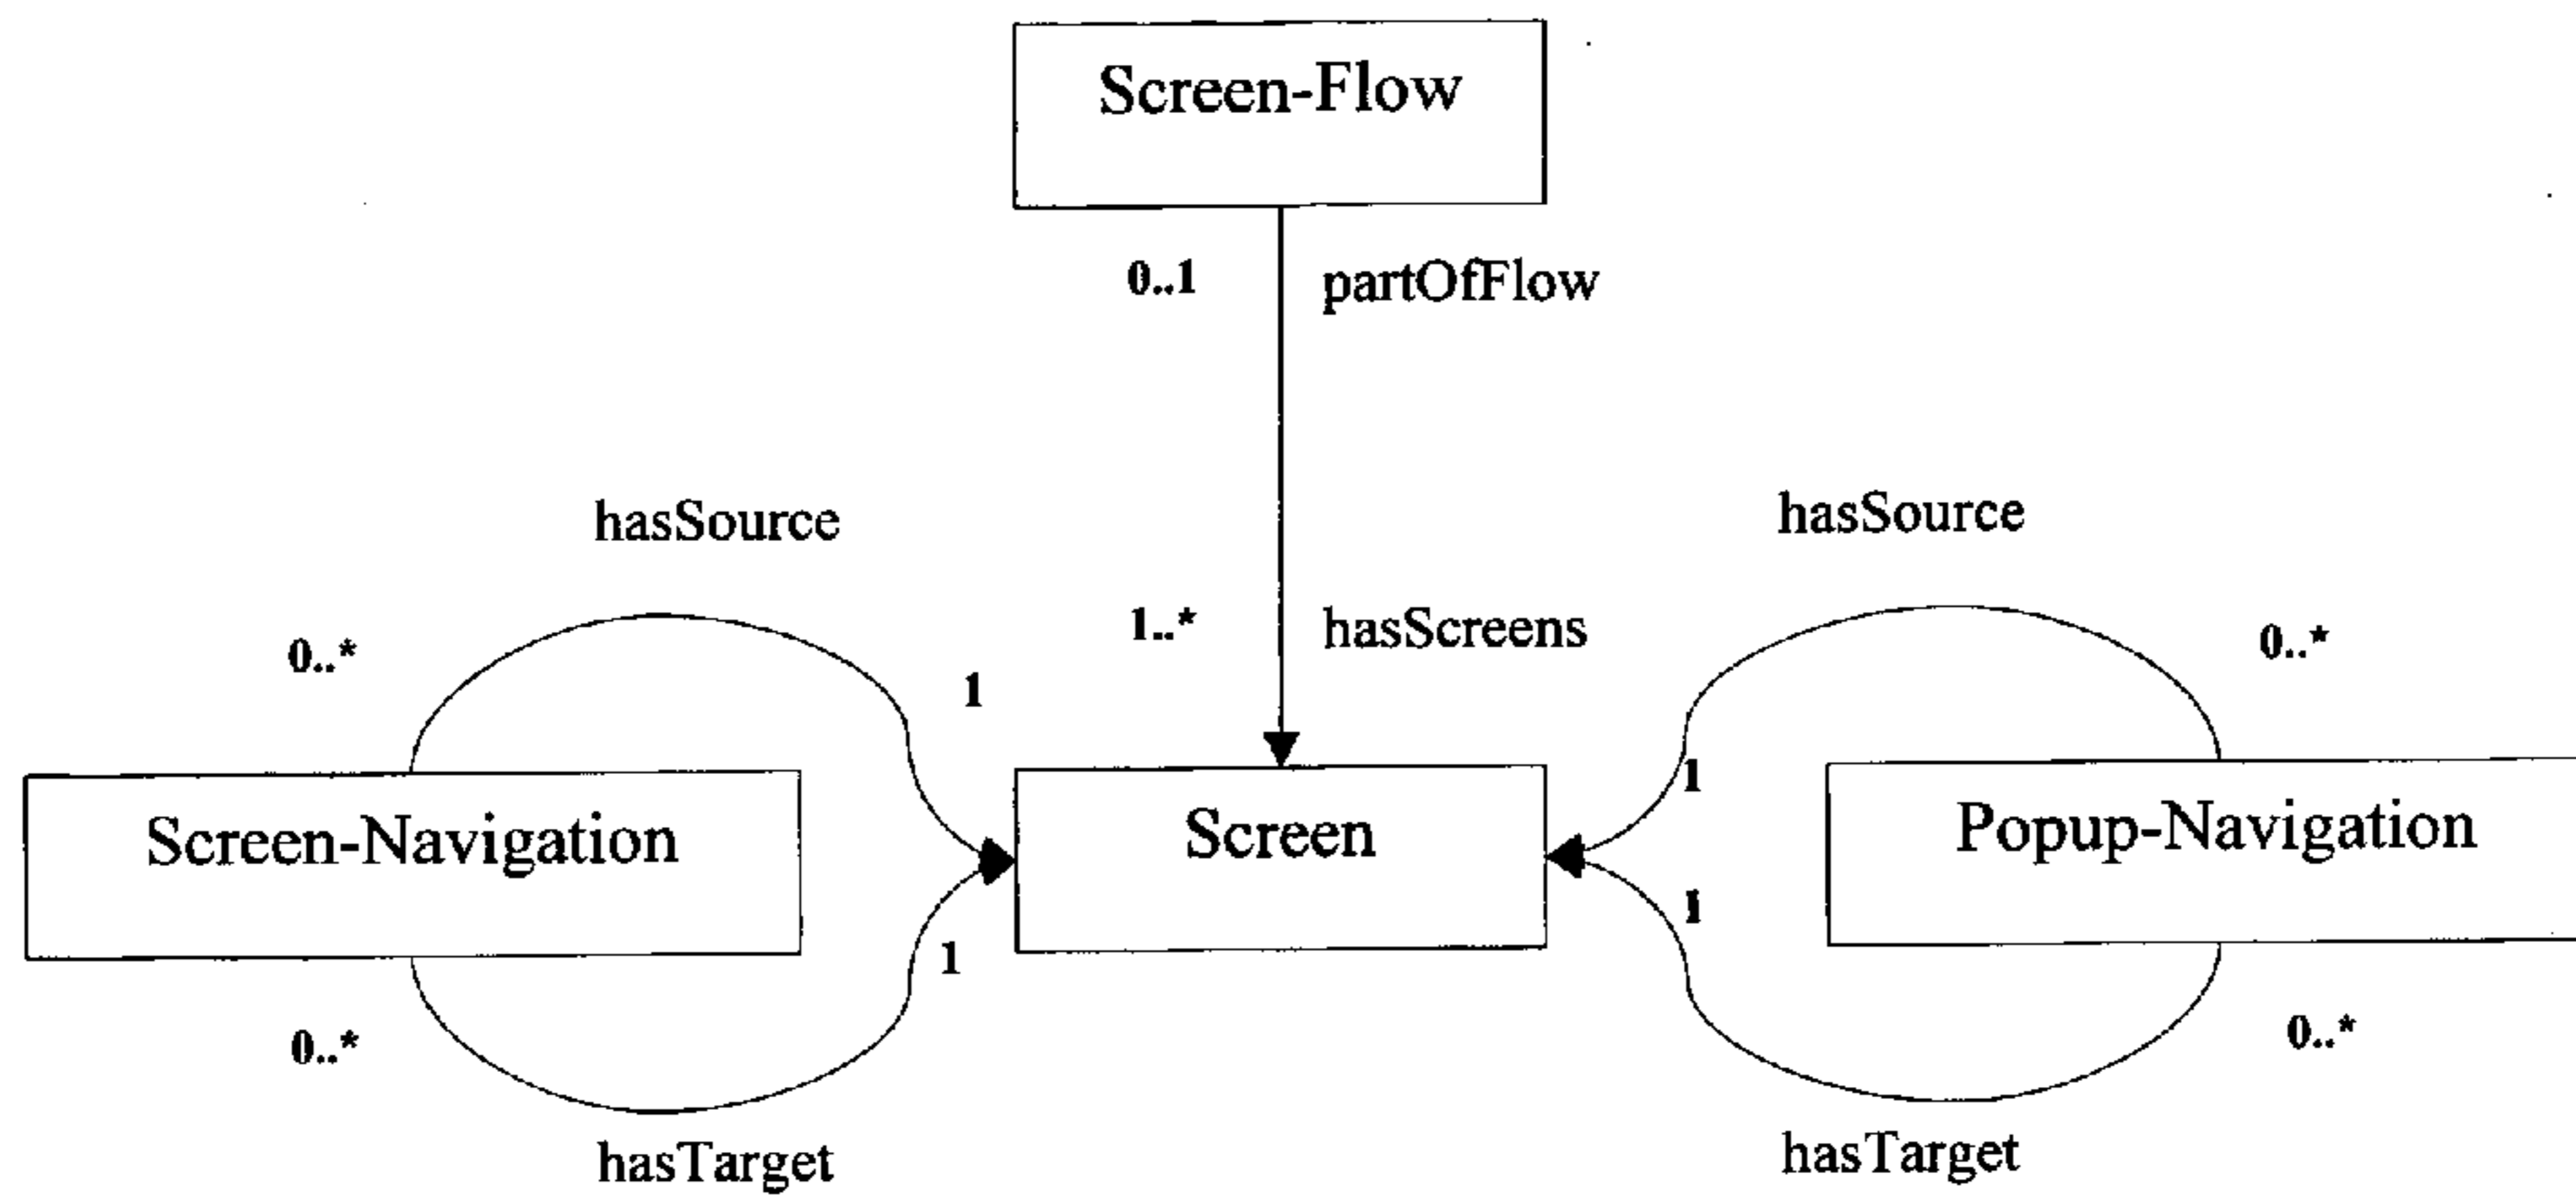 Screen-Flow
0..1 partOfFlow
hasSource
hasSource
1..* hasScreens
0..*
0..*
1
1
Screen-Navigation
Screen
Popup-Navigation
1
1
0..*
0..*
hasTarget
hasTarget